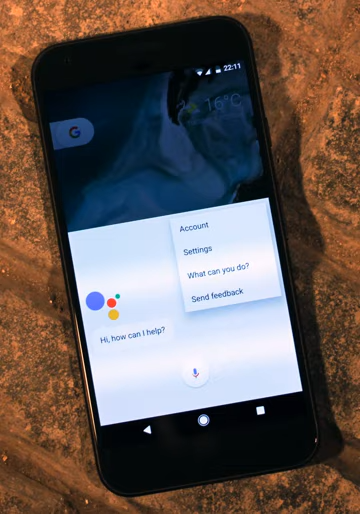 22:11
G
16°C
Account
Settings
What can you do?
Send feedback
Hi, how can I help?